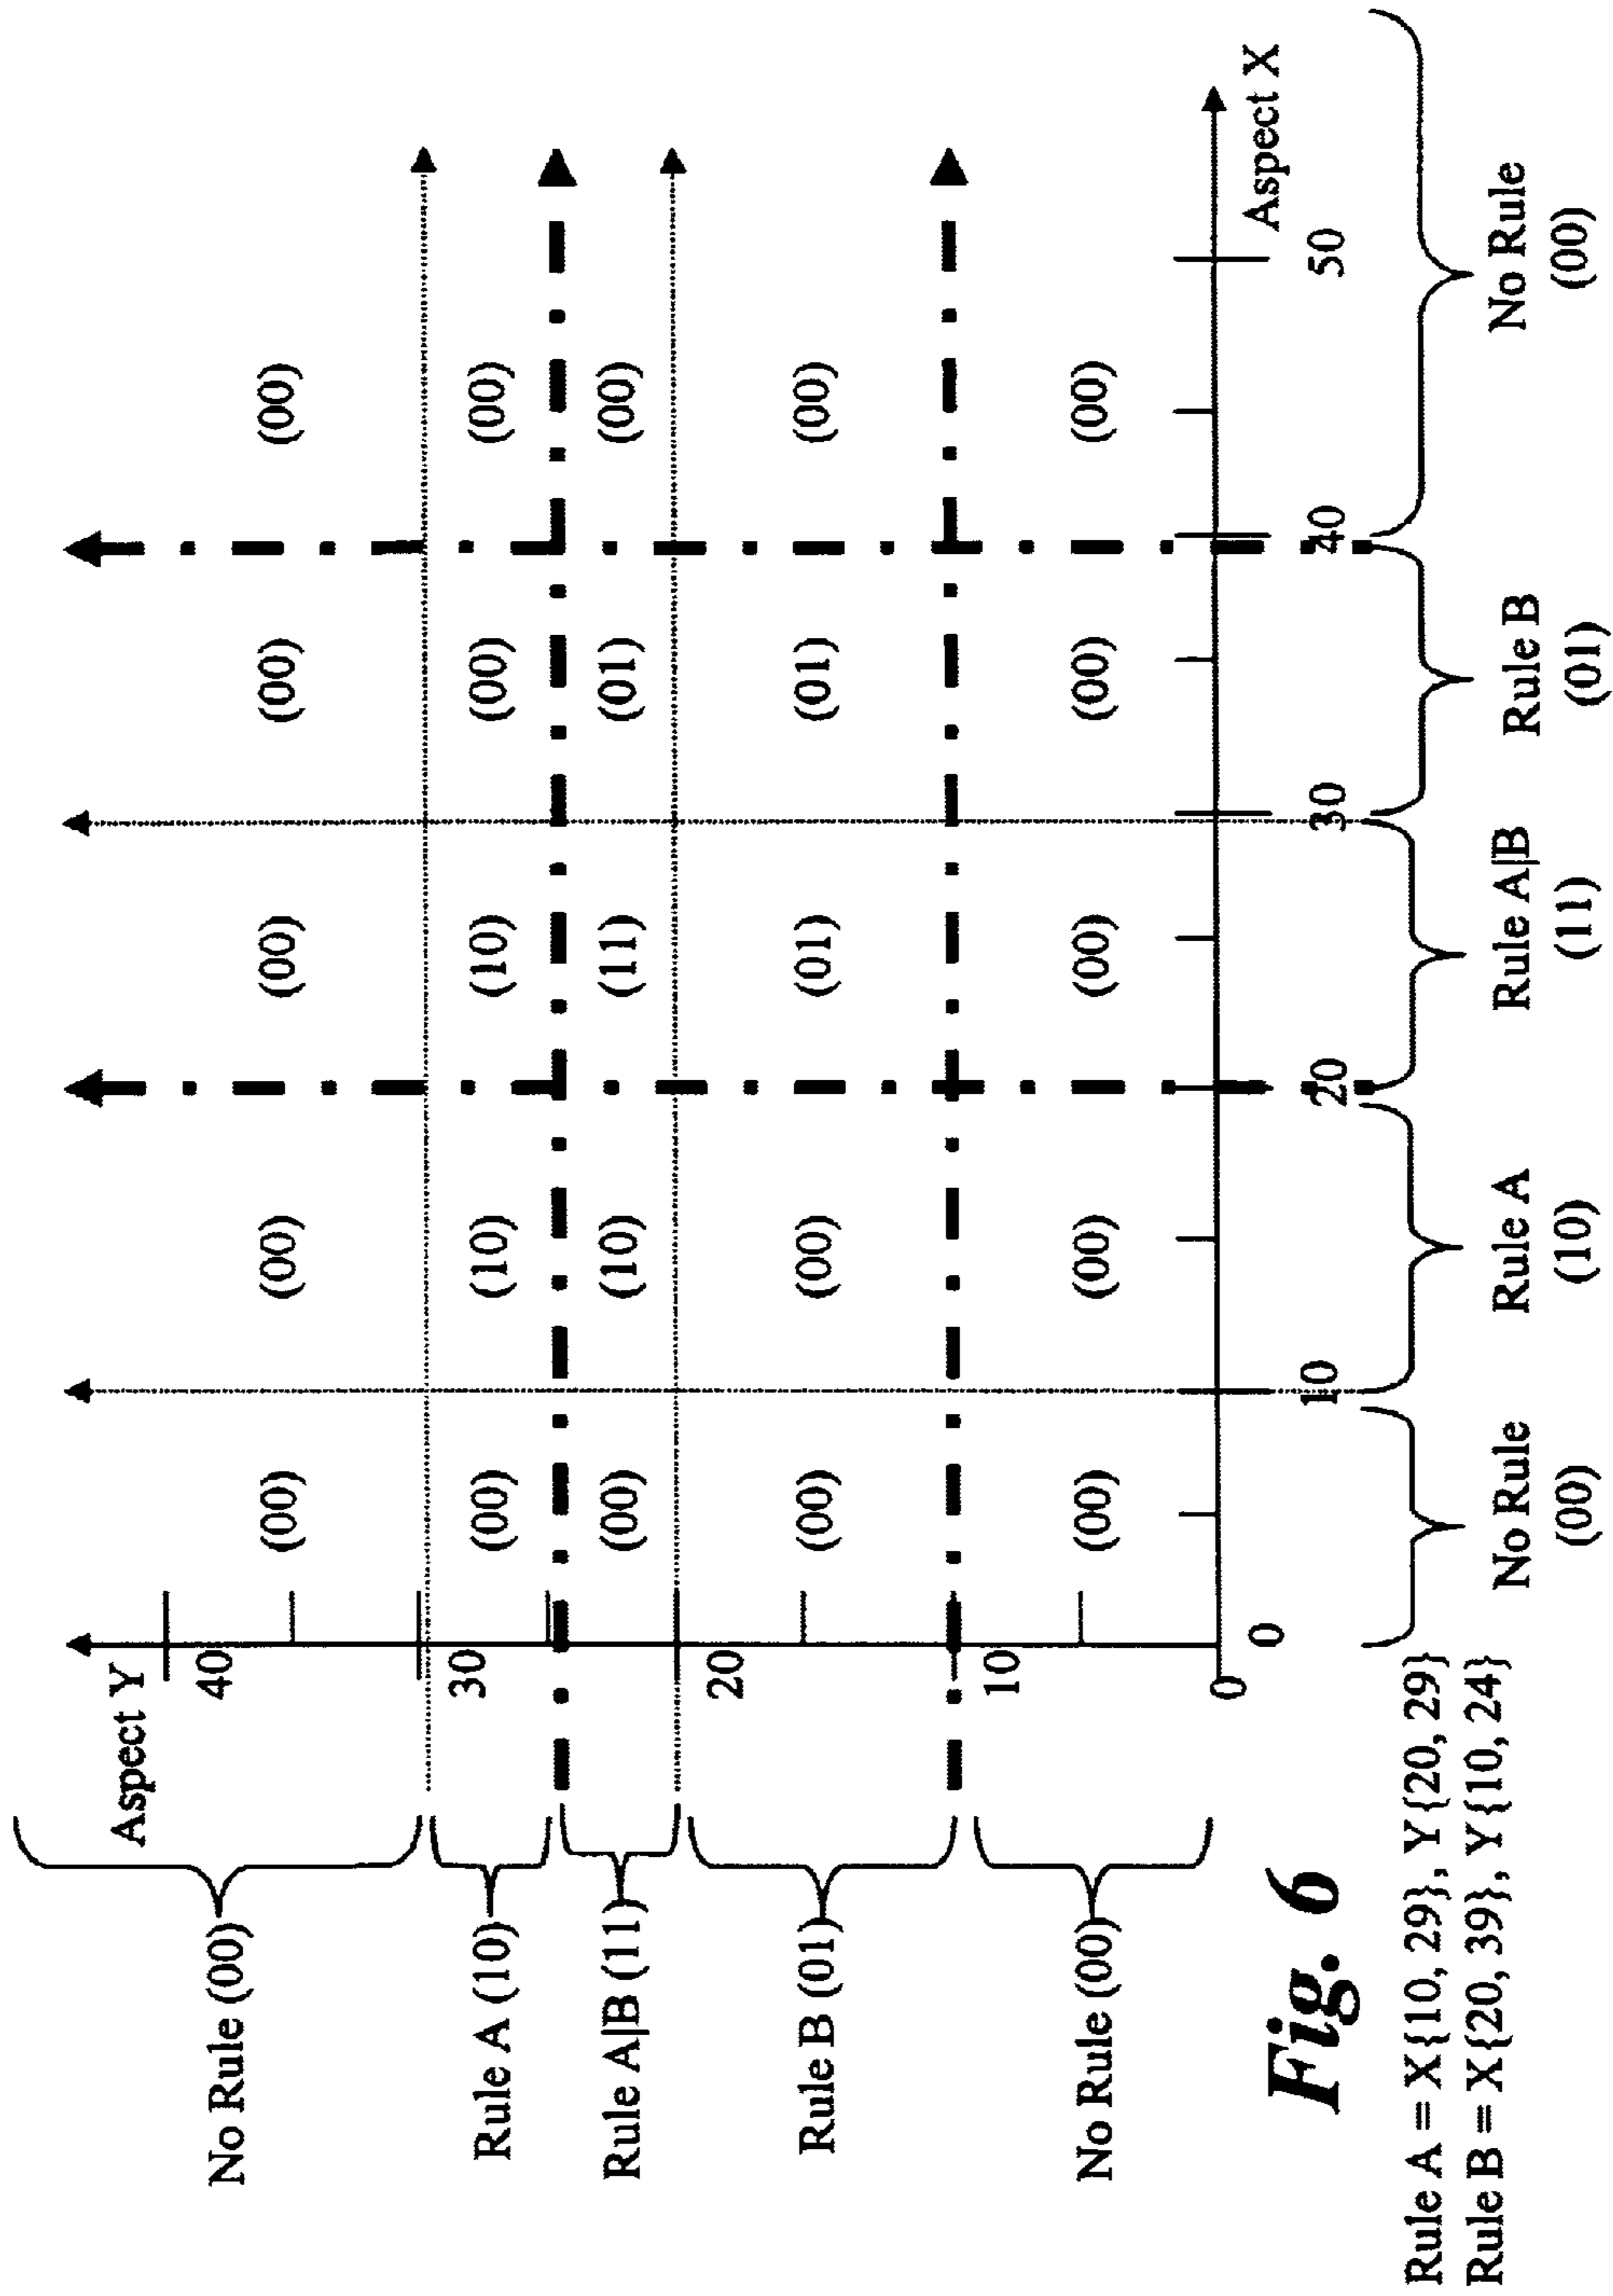 Aspect Y
No Rule (00)
40
(00) (00) (00) (00) (00)
30
Rule A (10)
(00) (10) (10) (00) (00)
Rule A|B (11)
(00) (10) (11) (01) (00)
20
Rule B (01)
(00) (00) (01) (01) (00)
10
No Rule (00)
(00) (00) (00) (00) (00)
0
Aspect X
0 10 20 30 40 50
No Rule Rule A Rule A|B Rule B No Rule
(00) (10) (11) (01) (00)
Fig. 6
Rule A = X{10, 29}, Y{20, 29}
Rule B = X{20, 39}, Y{10, 24}